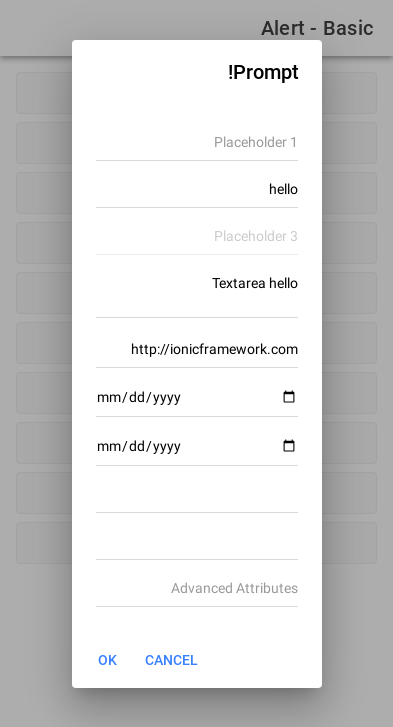 Alert - Basic
!Prompt
Placeholder 1
hello
Placeholder 3
Textarea hello
http://ionicframework.com
mm/dd/yyyy
mm/dd/yyyy
Advanced Attributes
OK CANCEL